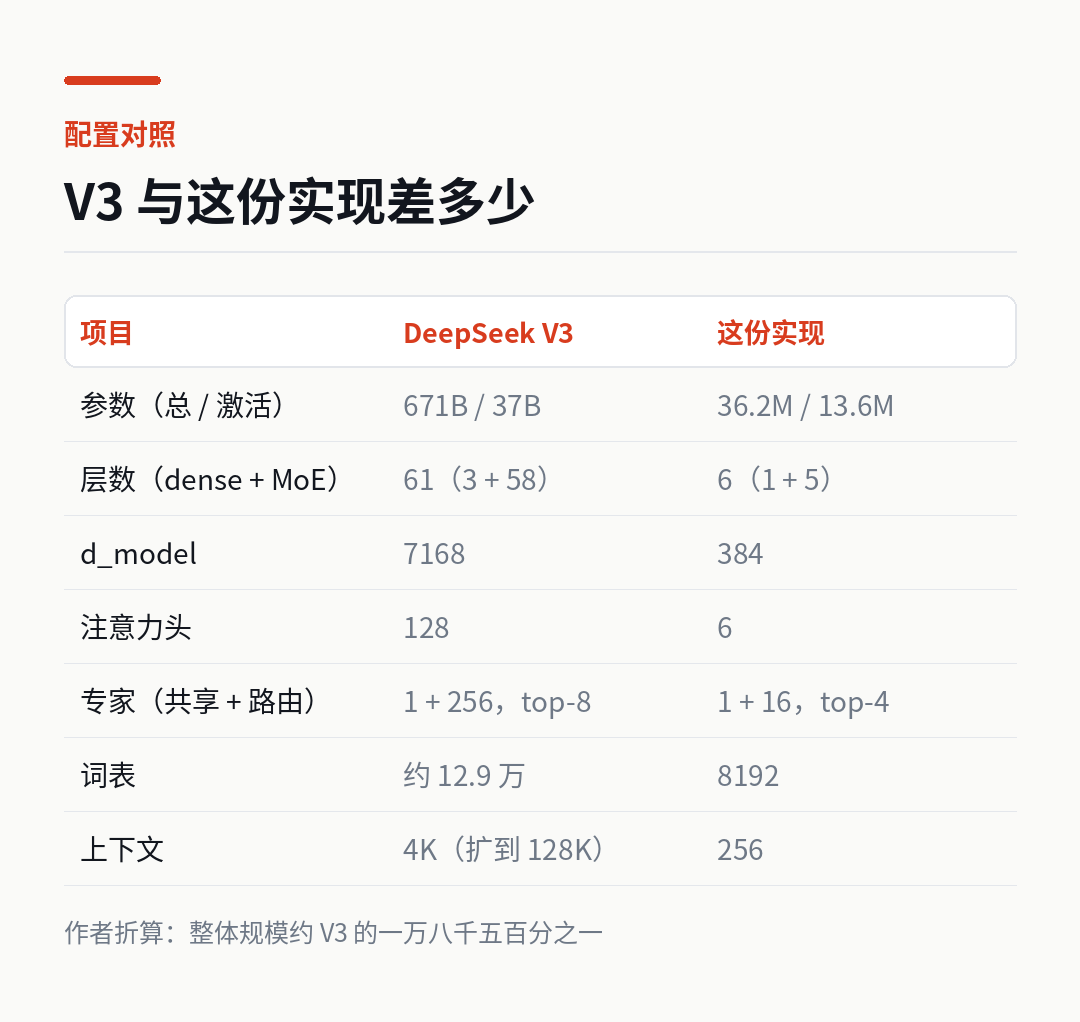 配置对照
V3 与这份实现差多少
项目 DeepSeek V3 这份实现
参数（总 / 激活） 671B / 37B 36.2M / 13.6M
层数（dense + MoE） 61（3 + 58） 6（1 + 5）
d_model 7168 384
注意力头 128 6
专家（共享 + 路由） 1 + 256，top-8 1 + 16，top-4
词表 约 12.9 万 8192
上下文 4K（扩到 128K） 256
作者折算：整体规模约 V3 的一万八千五百分之一